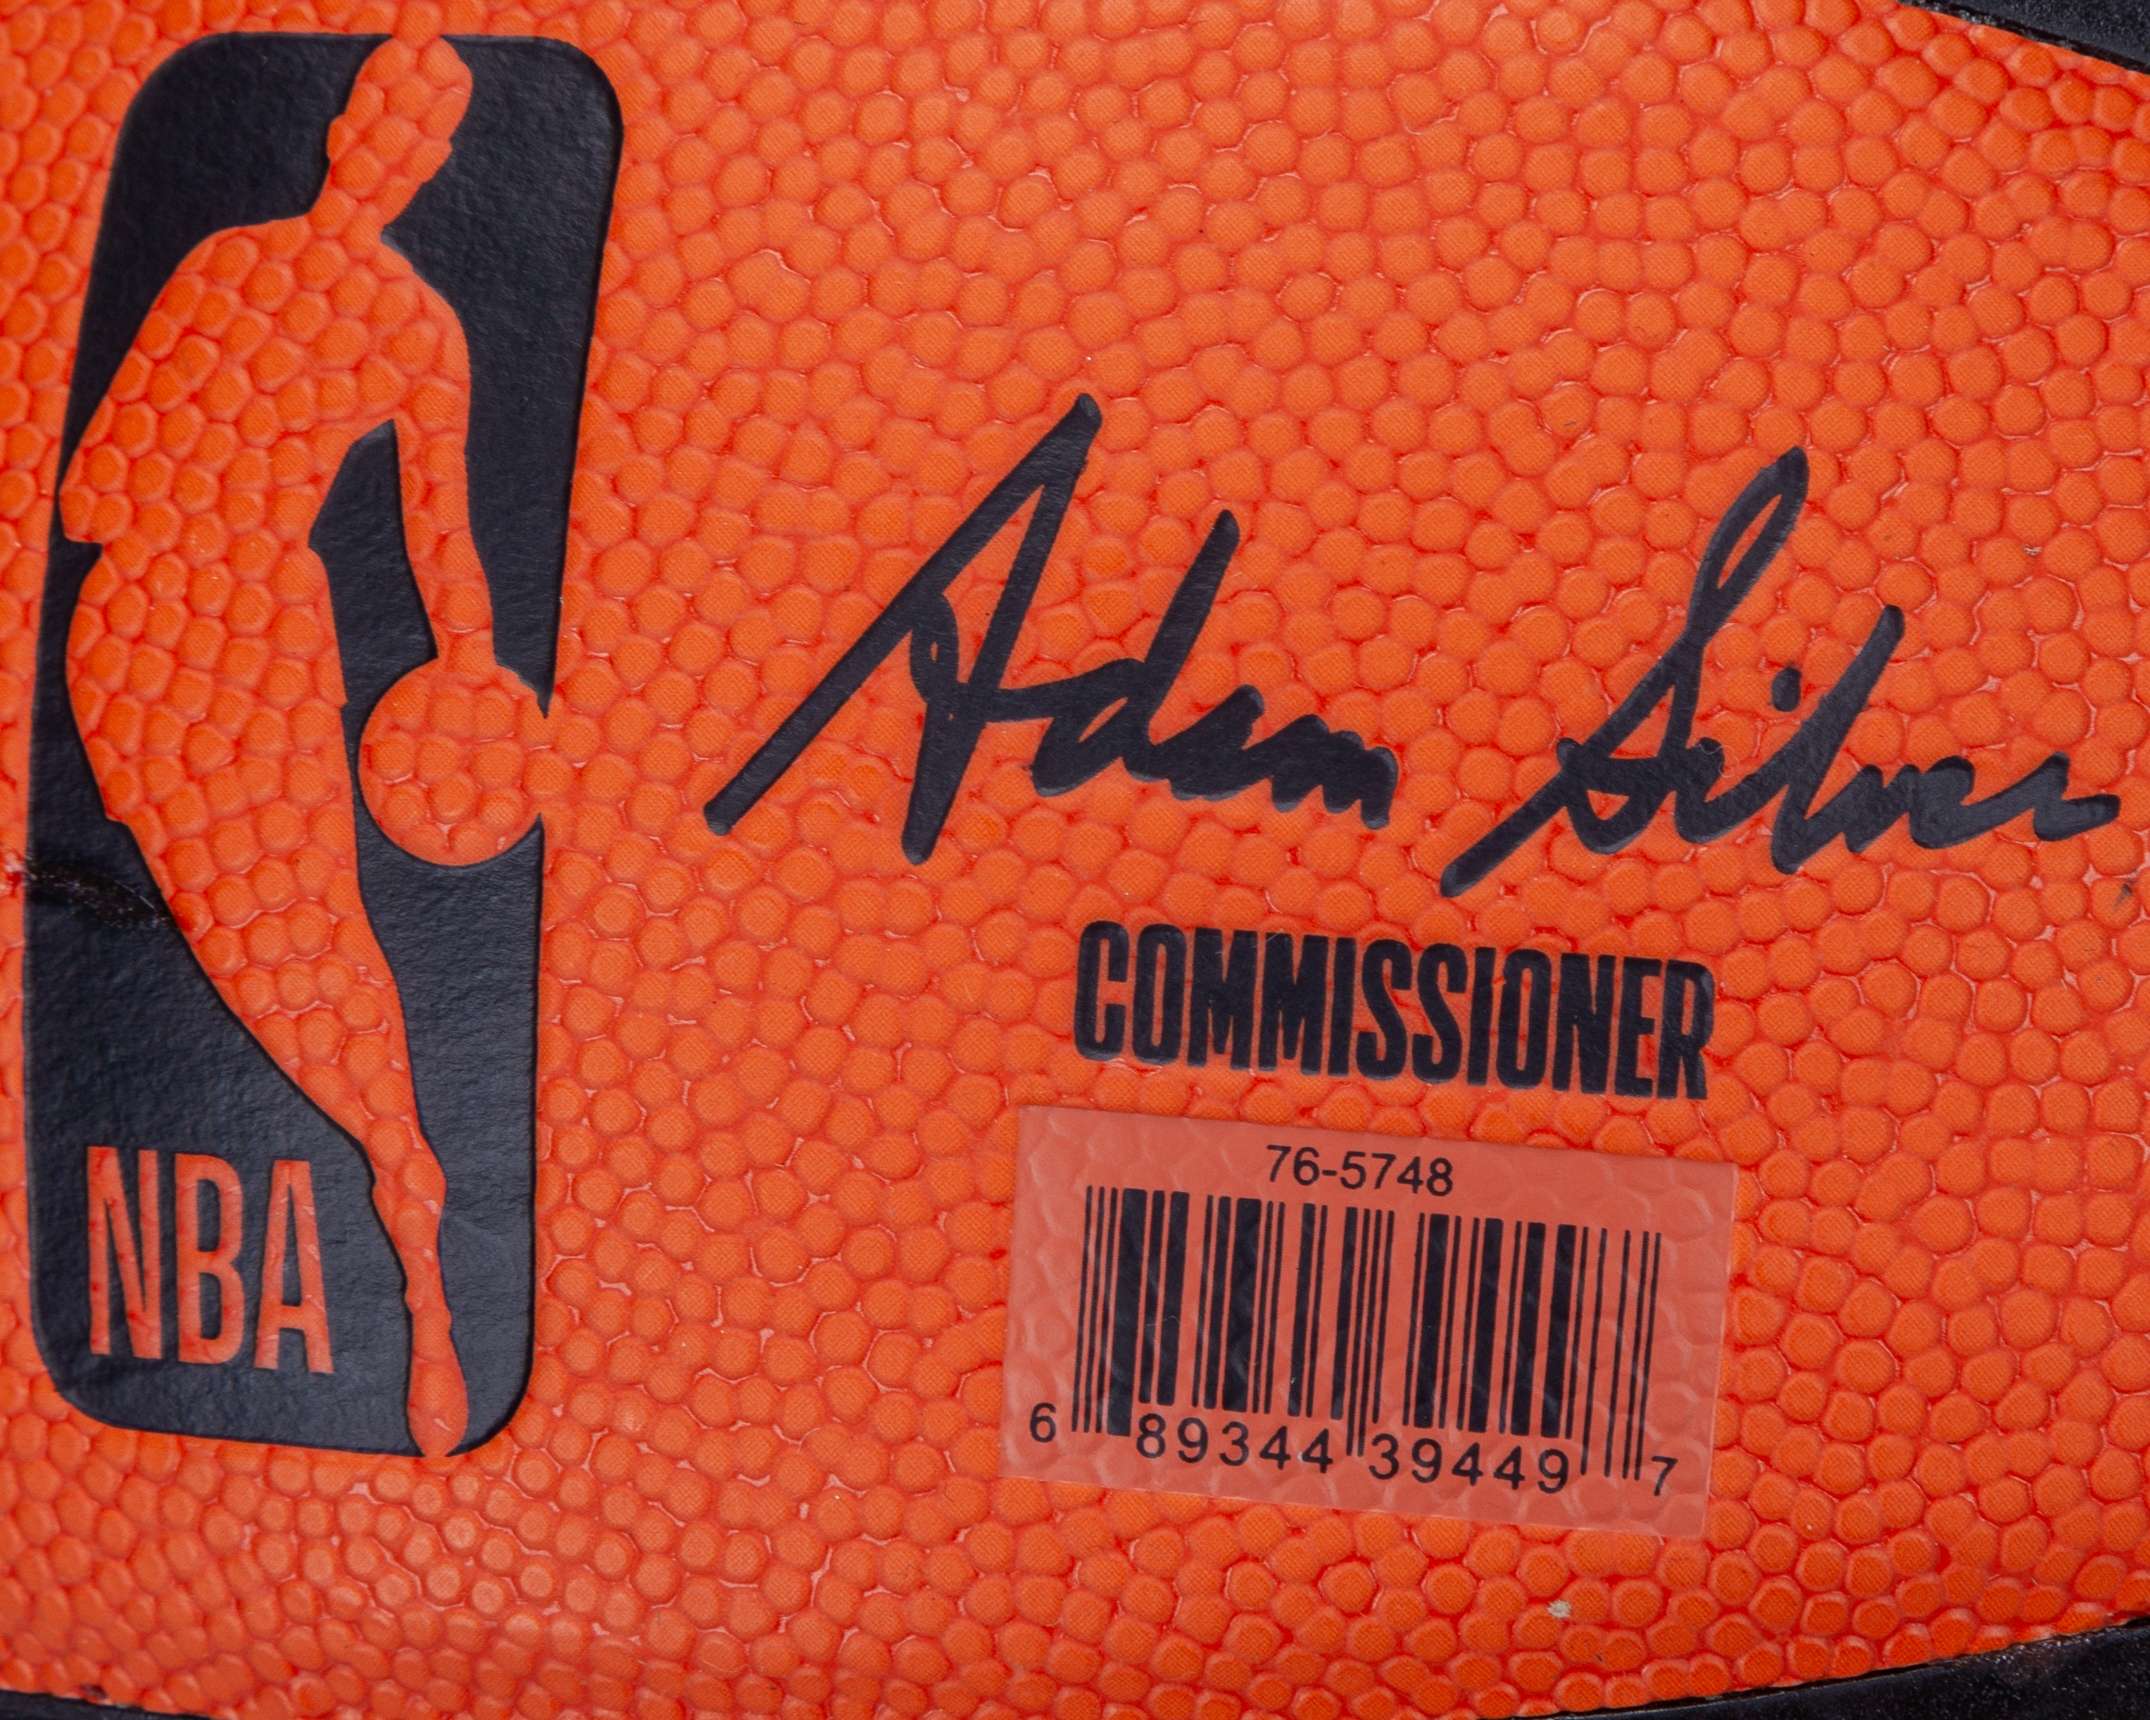 NBA
Adam Silver
COMMISSIONER
76-5748
6 89344 39449 7